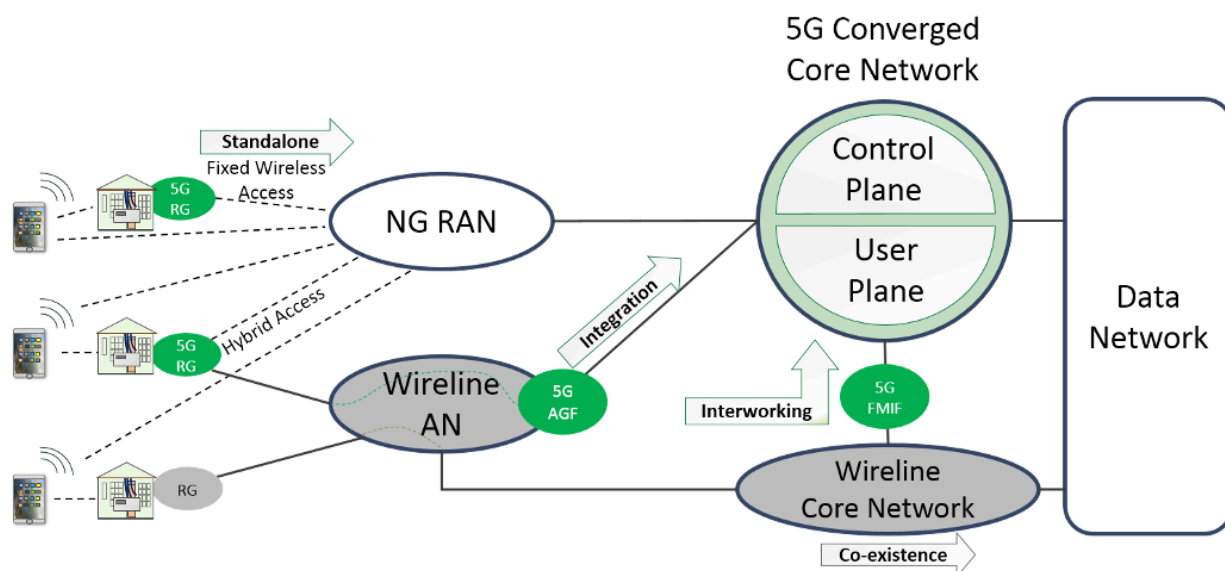 5G Converged
Core Network
Standalone
Fixed Wireless
Access
5G
RG
NG RAN
Control
Plane
User
Plane
Data
Network
Integration
Hybrid Access
5G
RG
Wireline
AN
5G
AGF
Interworking
5G
FMIF
RG
Wireline
Core Network
Co-existence